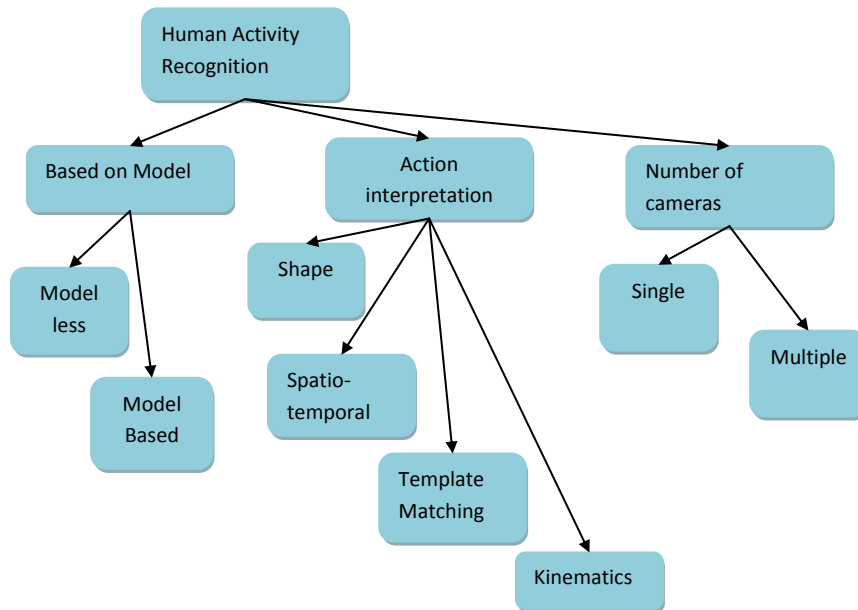 Human Activity
Recognition
Based on Model
Action
interpretation
Number of
cameras
Model
less
Model
Based
Shape
Spatio-
temporal
Template
Matching
Kinematics
Single
Multiple